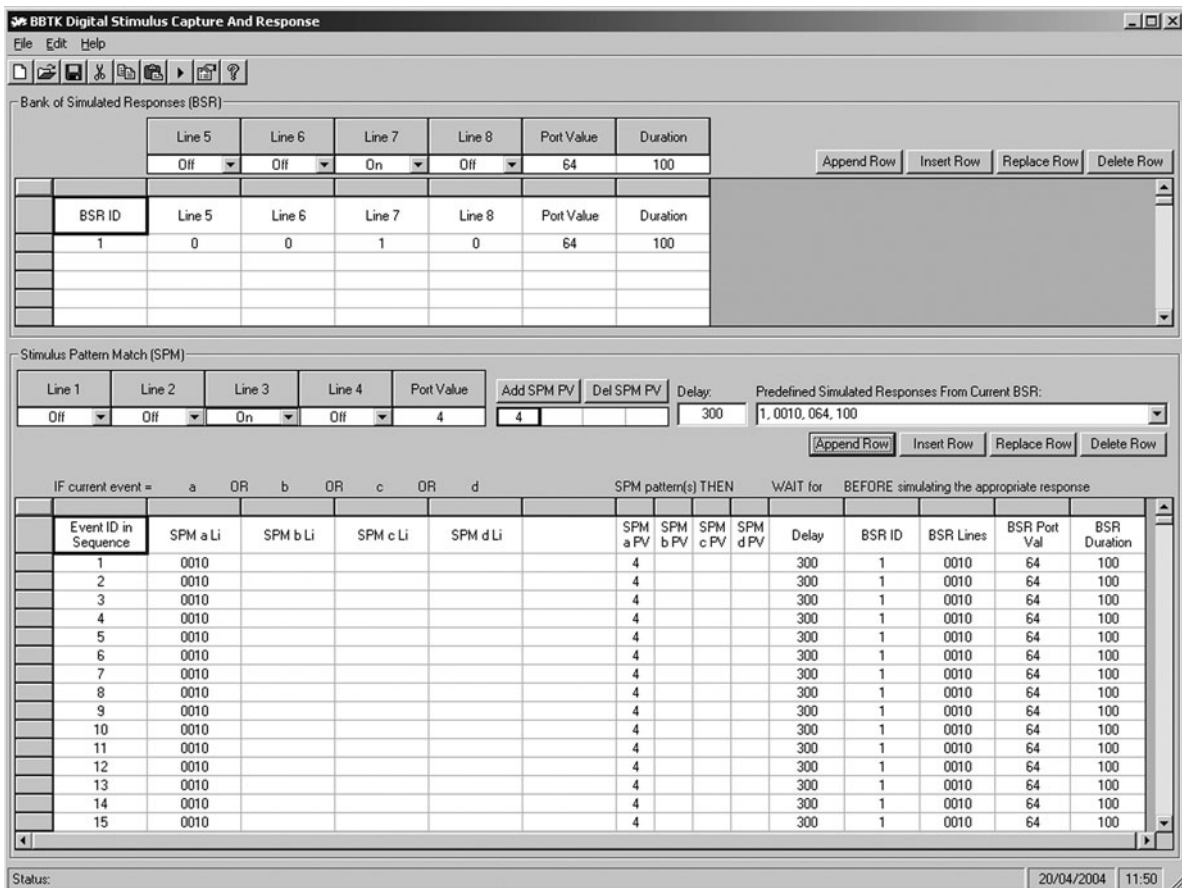 BBTK Digital Stimulus Capture And Response
File Edit Help
Bank of Simulated Responses (BSR)
Line 5 Line 6 Line 7 Line 8 Port Value Duration
Off Off On Off 64 100
Append Row Insert Row Replace Row Delete Row
BSR ID Line 5 Line 6 Line 7 Line 8 Port Value Duration
1 0 0 1 0 64 100
Stimulus Pattern Match (SPM)
Line 1 Line 2 Line 3 Line 4 Port Value Add SPM PV Del SPM PV Delay: Predefined Simulated Responses From Current BSR:
Off Off On Off 4 4 300 1, 0010, 064, 100
Append Row Insert Row Replace Row Delete Row
IF current event = a OR b OR c OR d SPM pattern(s) THEN WAIT for BEFORE simulating the appropriate response
Event ID in Sequence SPM a Li SPM b Li SPM c Li SPM d Li SPM a PV SPM b PV SPM c PV SPM d PV Delay BSR ID BSR Lines BSR Port Val BSR Duration
1 0010 4 300 1 0010 64 100
2 0010 4 300 1 0010 64 100
3 0010 4 300 1 0010 64 100
4 0010 4 300 1 0010 64 100
5 0010 4 300 1 0010 64 100
6 0010 4 300 1 0010 64 100
7 0010 4 300 1 0010 64 100
8 0010 4 300 1 0010 64 100
9 0010 4 300 1 0010 64 100
10 0010 4 300 1 0010 64 100
11 0010 4 300 1 0010 64 100
12 0010 4 300 1 0010 64 100
13 0010 4 300 1 0010 64 100
14 0010 4 300 1 0010 64 100
15 0010 4 300 1 0010 64 100
Status: 20/04/2004 11:50